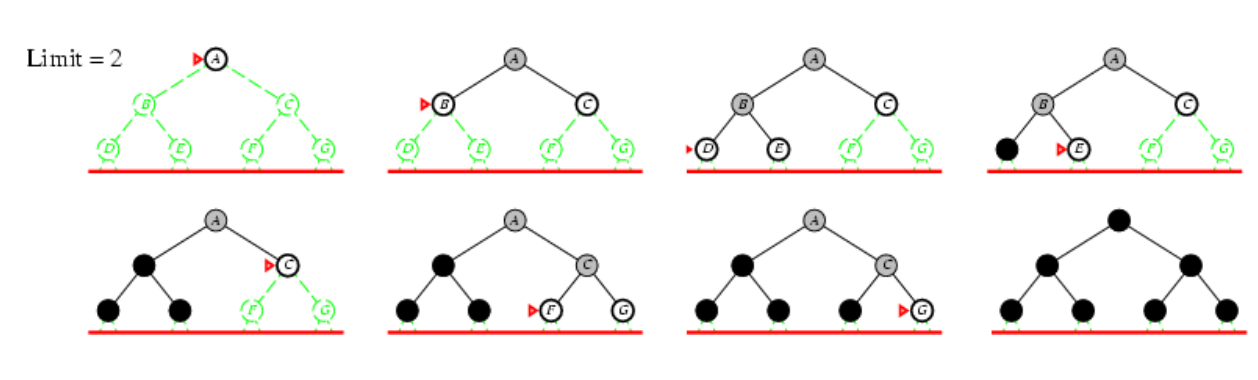 Limit = 2
A A A A
B C B C B C B C
D E F G D E F G D E F G E F G
A A A
C C C
F G F G G